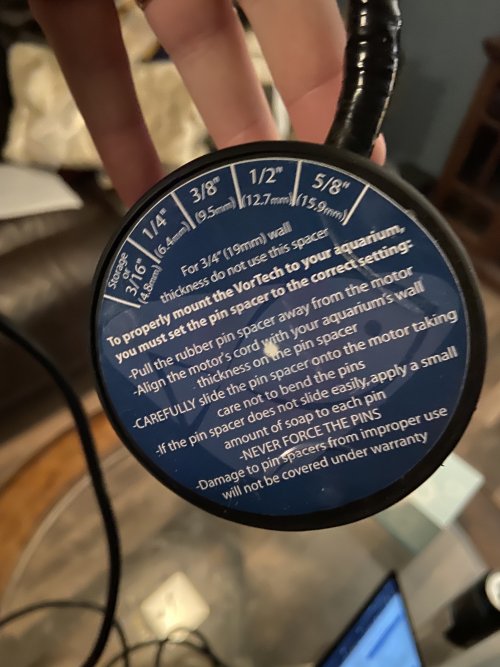 Storage
or
3/16"
(4.8mm)
1/4"
(6.4mm)
3/8"
(9.5mm)
1/2"
(12.7mm)
5/8"
(15.9mm)
For 3/4" (19mm) wall
thickness do not use this spacer
To properly mount the VorTech to your aquarium,
you must set the pin spacer to the correct setting:
-Pull the rubber pin spacer away from the motor
-Align the motor's cord with your aquarium's wall
thickness on the pin spacer
-CAREFULLY slide the pin spacer onto the motor taking
care not to bend the pins
-If the pin spacer does not slide easily, apply a small
amount of soap to each pin
-NEVER FORCE THE PINS
-Damage to pin spacers from improper use
will not be covered under warranty